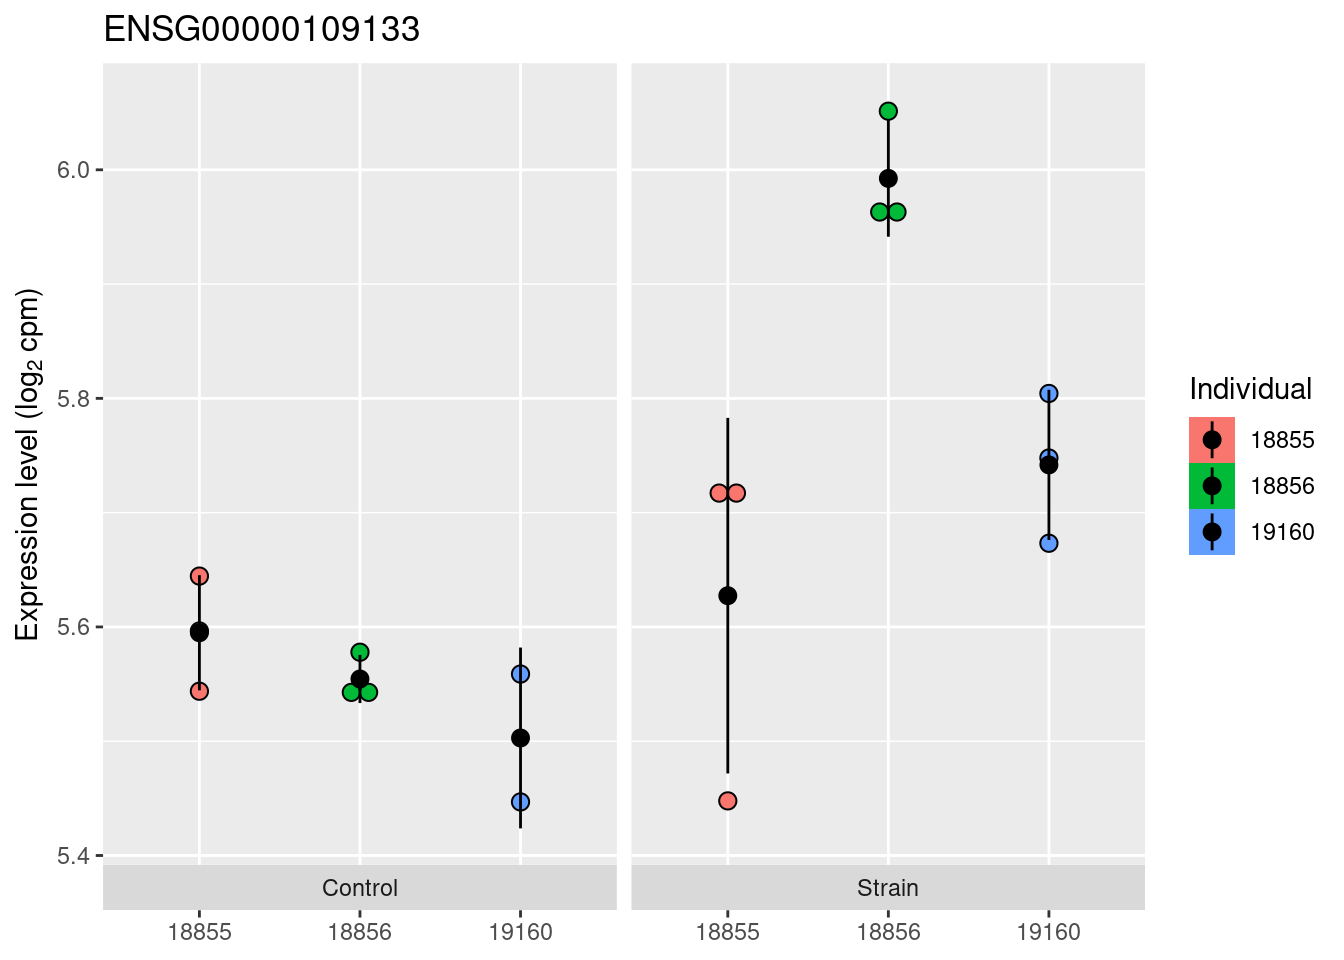 ENSG00000109133
Expression level (log₂ cpm)
6.0
5.8
5.6
5.4
Control
Strain
18855 18856 19160
18855 18856 19160
Individual
18855
18856
19160